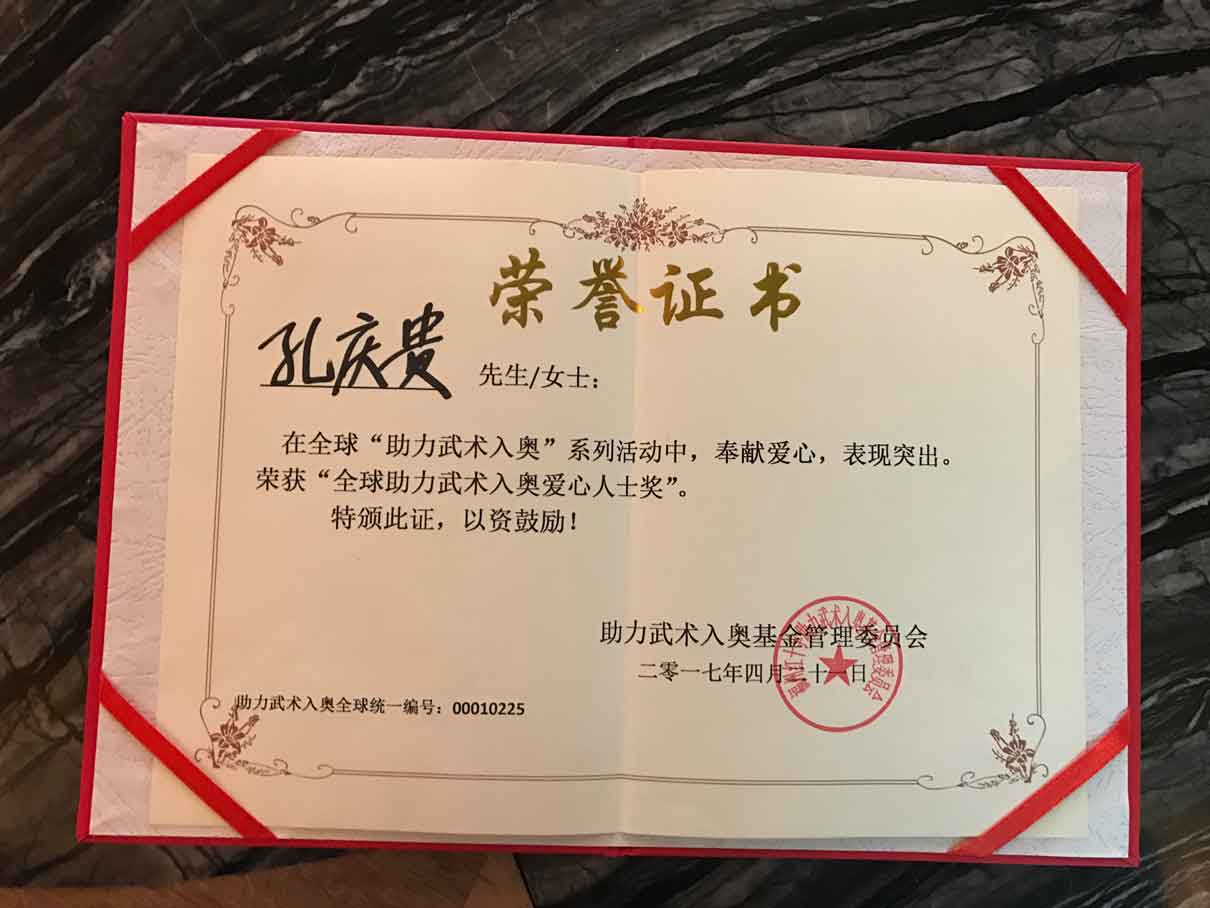 荣誉证书
孔庆贵 先生/女士：
在全球“助力武术入奥”系列活动中，奉献爱心，表现突出。
荣获“全球助力武术入奥爱心人士奖”。
特颁此证，以资鼓励！
助力武术入奥基金管理委员会
二零一七年四月二十一日
助力武术入奥全球统一编号：00010225